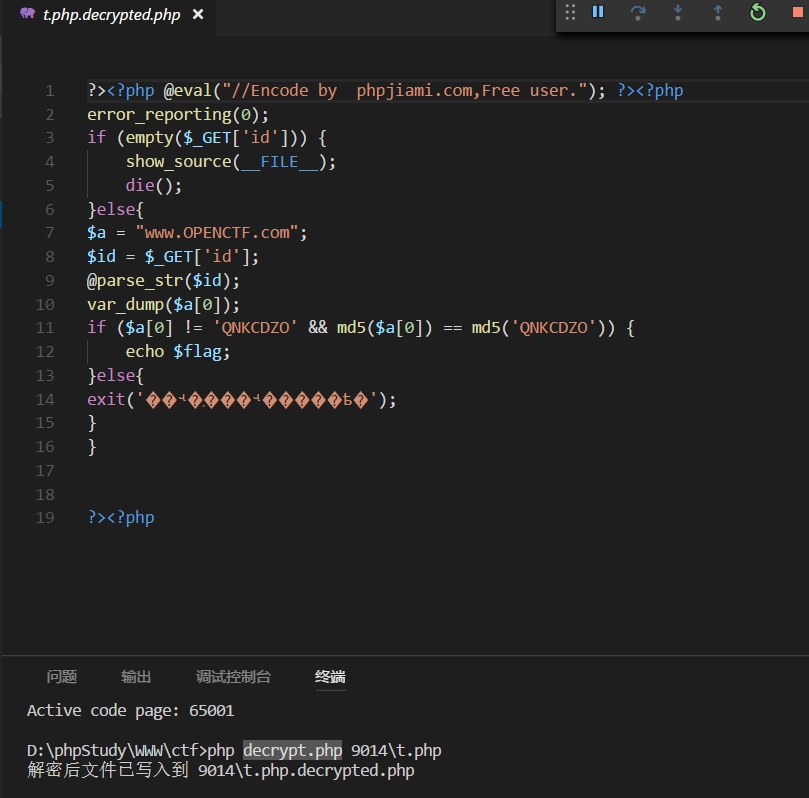 t.php.decrypted.php ×
1 ?><?php @eval("//Encode by  phpjiami.com,Free user."); ?><?php
2 error_reporting(0);
3 if (empty($_GET['id'])) {
4     show_source(__FILE__);
5     die();
6 }else{
7 $a = "www.OPENCTF.com";
8 $id = $_GET['id'];
9 @parse_str($id);
10 var_dump($a[0]);
11 if ($a[0] != 'QNKCDZO' && md5($a[0]) == md5('QNKCDZO')) {
12     echo $flag;
13 }else{
14 exit('��˧�.���˧�����ѣ�');
15 }
16 }
17
18
19 ?><?php
问题 输出 调试控制台 终端
Active code page: 65001
D:\phpStudy\WWW\ctf>php decrypt.php 9014\t.php
解密后文件已写入到 9014\t.php.decrypted.php